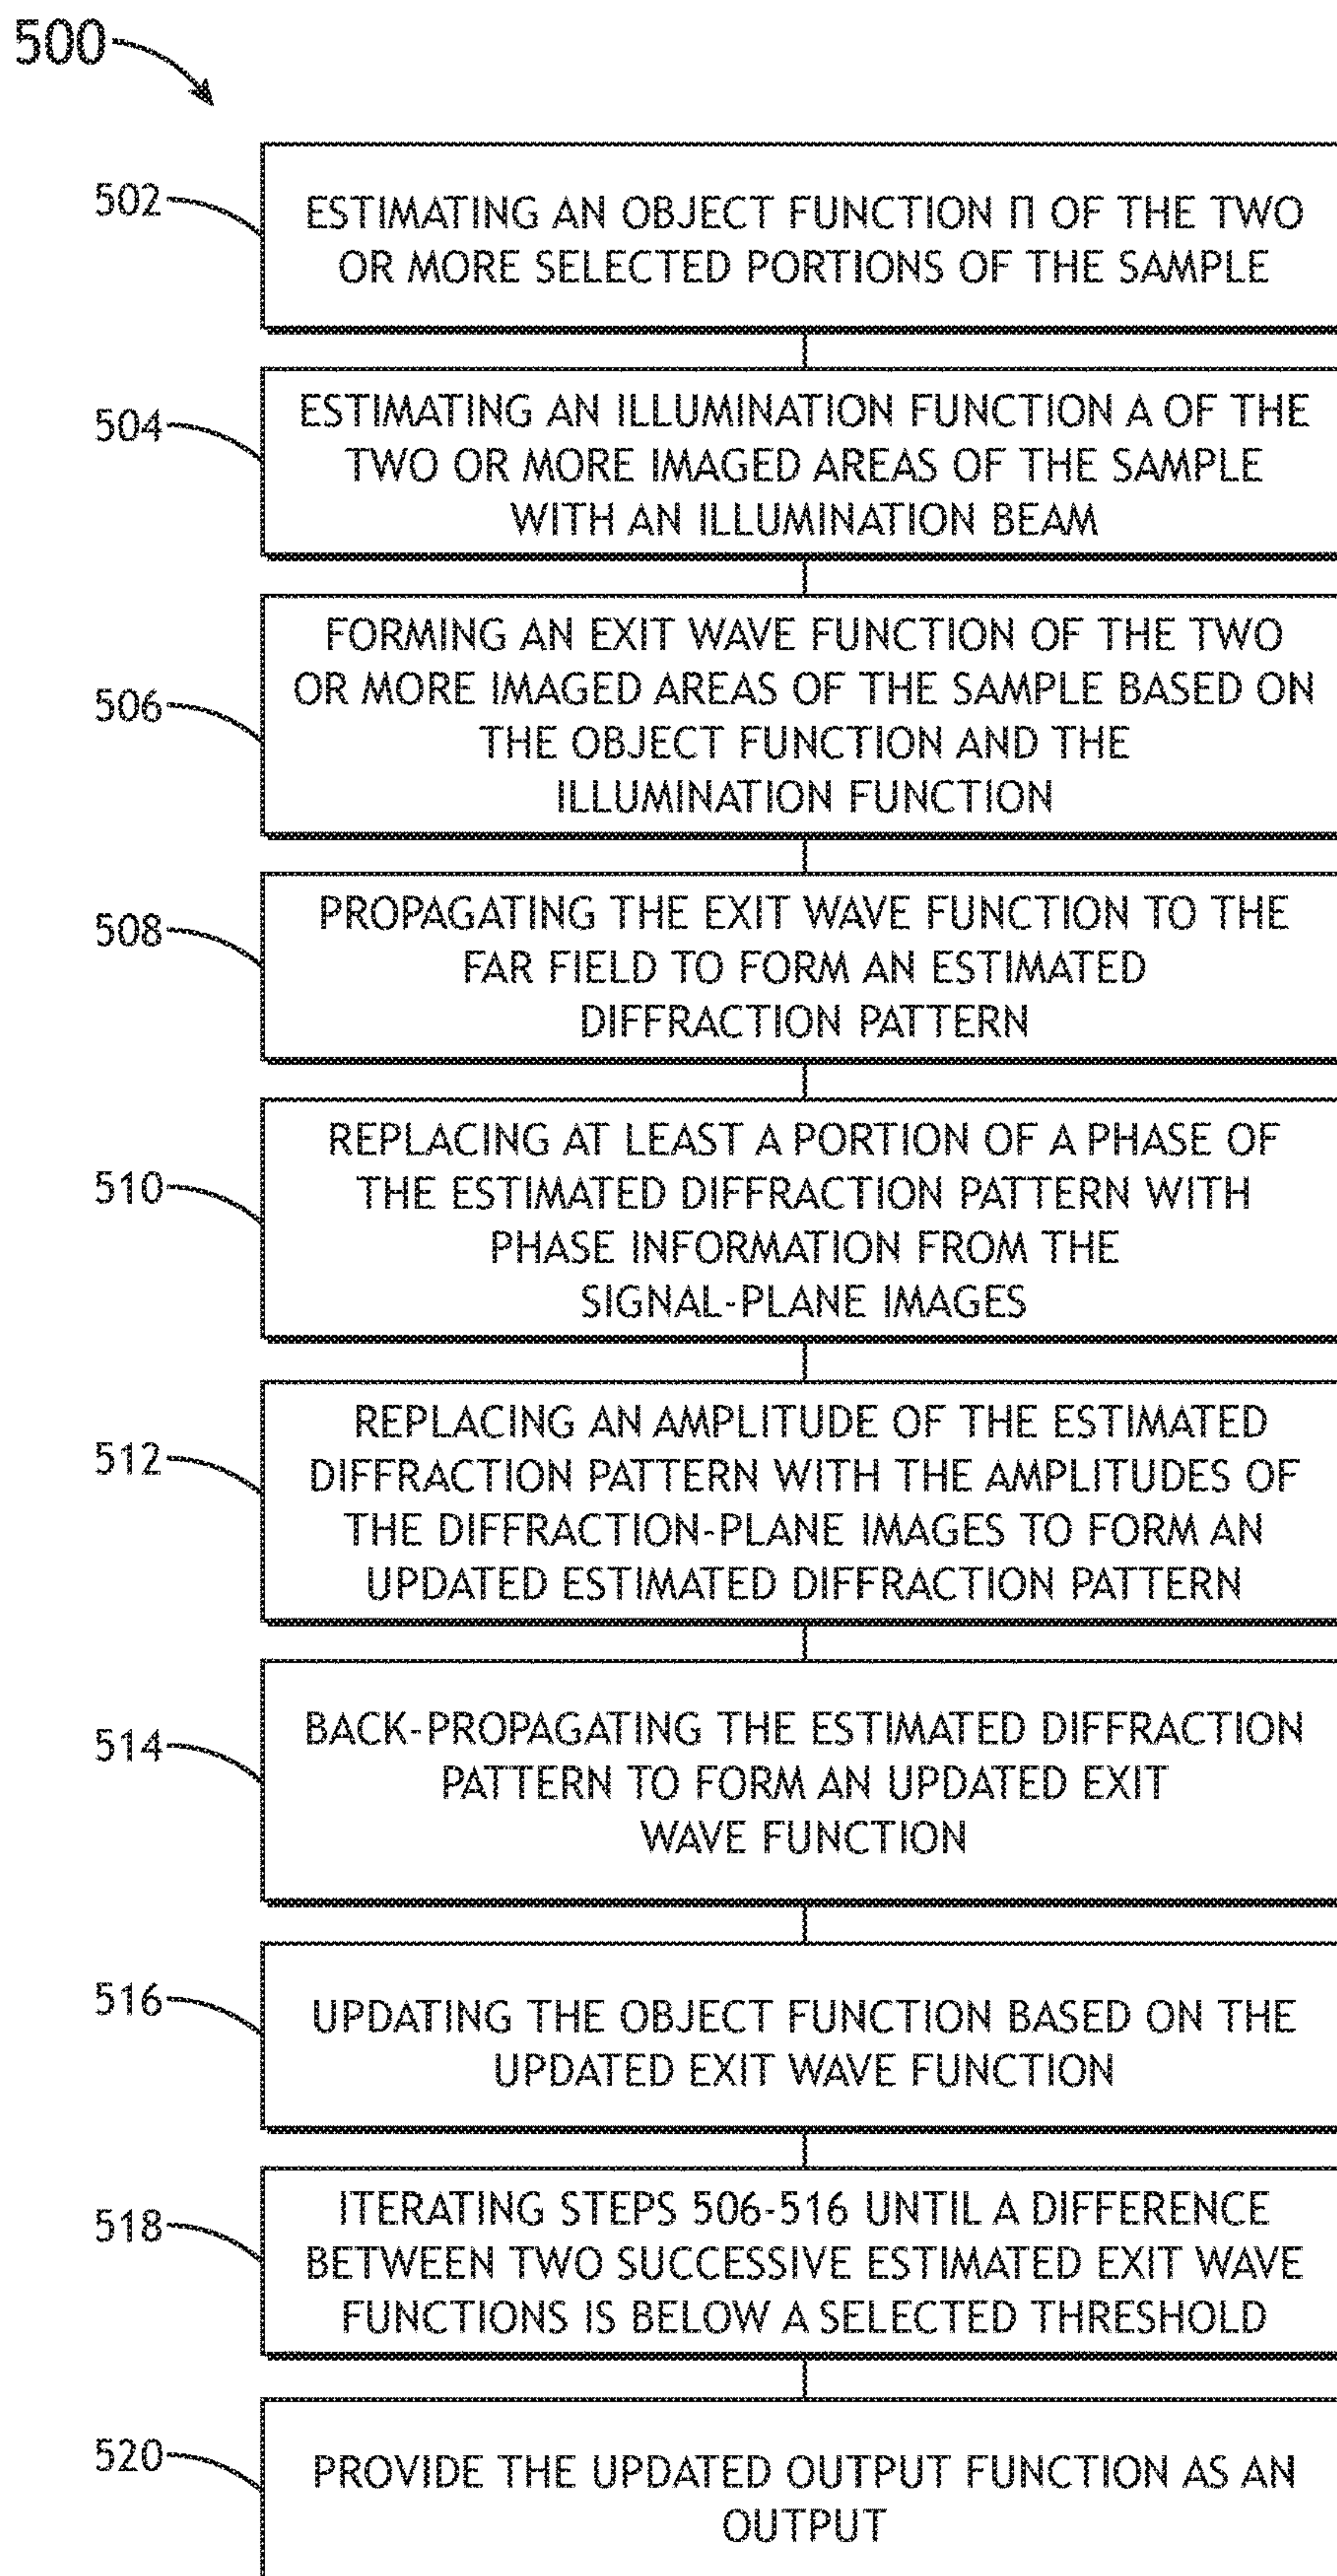 500
502
ESTIMATING AN OBJECT FUNCTION Π OF THE TWO
OR MORE SELECTED PORTIONS OF THE SAMPLE
504
ESTIMATING AN ILLUMINATION FUNCTION A OF THE
TWO OR MORE IMAGED AREAS OF THE SAMPLE
WITH AN ILLUMINATION BEAM
506
FORMING AN EXIT WAVE FUNCTION OF THE TWO
OR MORE IMAGED AREAS OF THE SAMPLE BASED ON
THE OBJECT FUNCTION AND THE
ILLUMINATION FUNCTION
508
PROPAGATING THE EXIT WAVE FUNCTION TO THE
FAR FIELD TO FORM AN ESTIMATED
DIFFRACTION PATTERN
510
REPLACING AT LEAST A PORTION OF A PHASE OF
THE ESTIMATED DIFFRACTION PATTERN WITH
PHASE INFORMATION FROM THE
SIGNAL-PLANE IMAGES
512
REPLACING AN AMPLITUDE OF THE ESTIMATED
DIFFRACTION PATTERN WITH THE AMPLITUDES OF
THE DIFFRACTION-PLANE IMAGES TO FORM AN
UPDATED ESTIMATED DIFFRACTION PATTERN
514
BACK-PROPAGATING THE ESTIMATED DIFFRACTION
PATTERN TO FORM AN UPDATED EXIT
WAVE FUNCTION
516
UPDATING THE OBJECT FUNCTION BASED ON THE
UPDATED EXIT WAVE FUNCTION
518
ITERATING STEPS 506-516 UNTIL A DIFFERENCE
BETWEEN TWO SUCCESSIVE ESTIMATED EXIT WAVE
FUNCTIONS IS BELOW A SELECTED THRESHOLD
520
PROVIDE THE UPDATED OUTPUT FUNCTION AS AN
OUTPUT